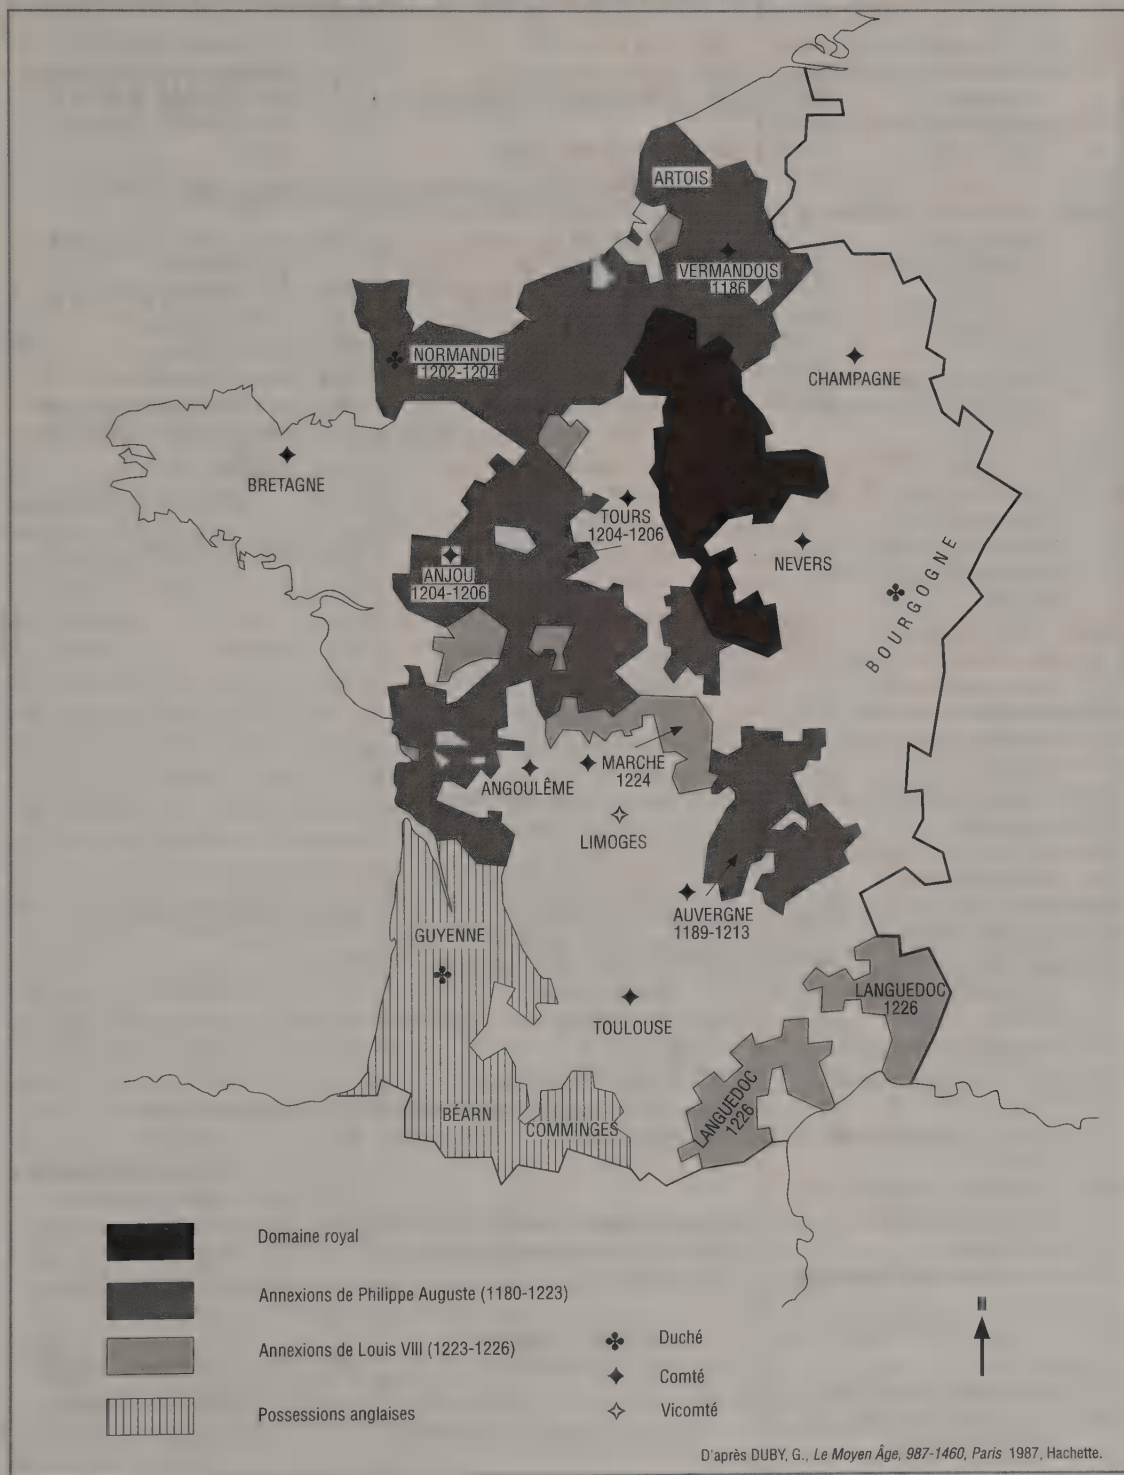 ARTOIS
VERMANDOIS
1186
NORMANDIE
1202-1204
CHAMPAGNE
BRETAGNE
TOURS
1204-1206
NEVERS
ANJOU
1204-1206
BOURGOGNE
MARCHE
1224
ANGOULÊME
LIMOGES
AUVERGNE
1189-1213
GUYENNE
LANGUEDOC
1226
TOULOUSE
LANGUEDOC
1226
BÉARN
COMMINGES
Domaine royal
Annexions de Philippe Auguste (1180-1223)
Annexions de Louis VIII (1223-1226)
Possessions anglaises
Duché
Comté
Vicomté
D'après DUBY, G., Le Moyen Âge, 987-1460, Paris 1987, Hachette.